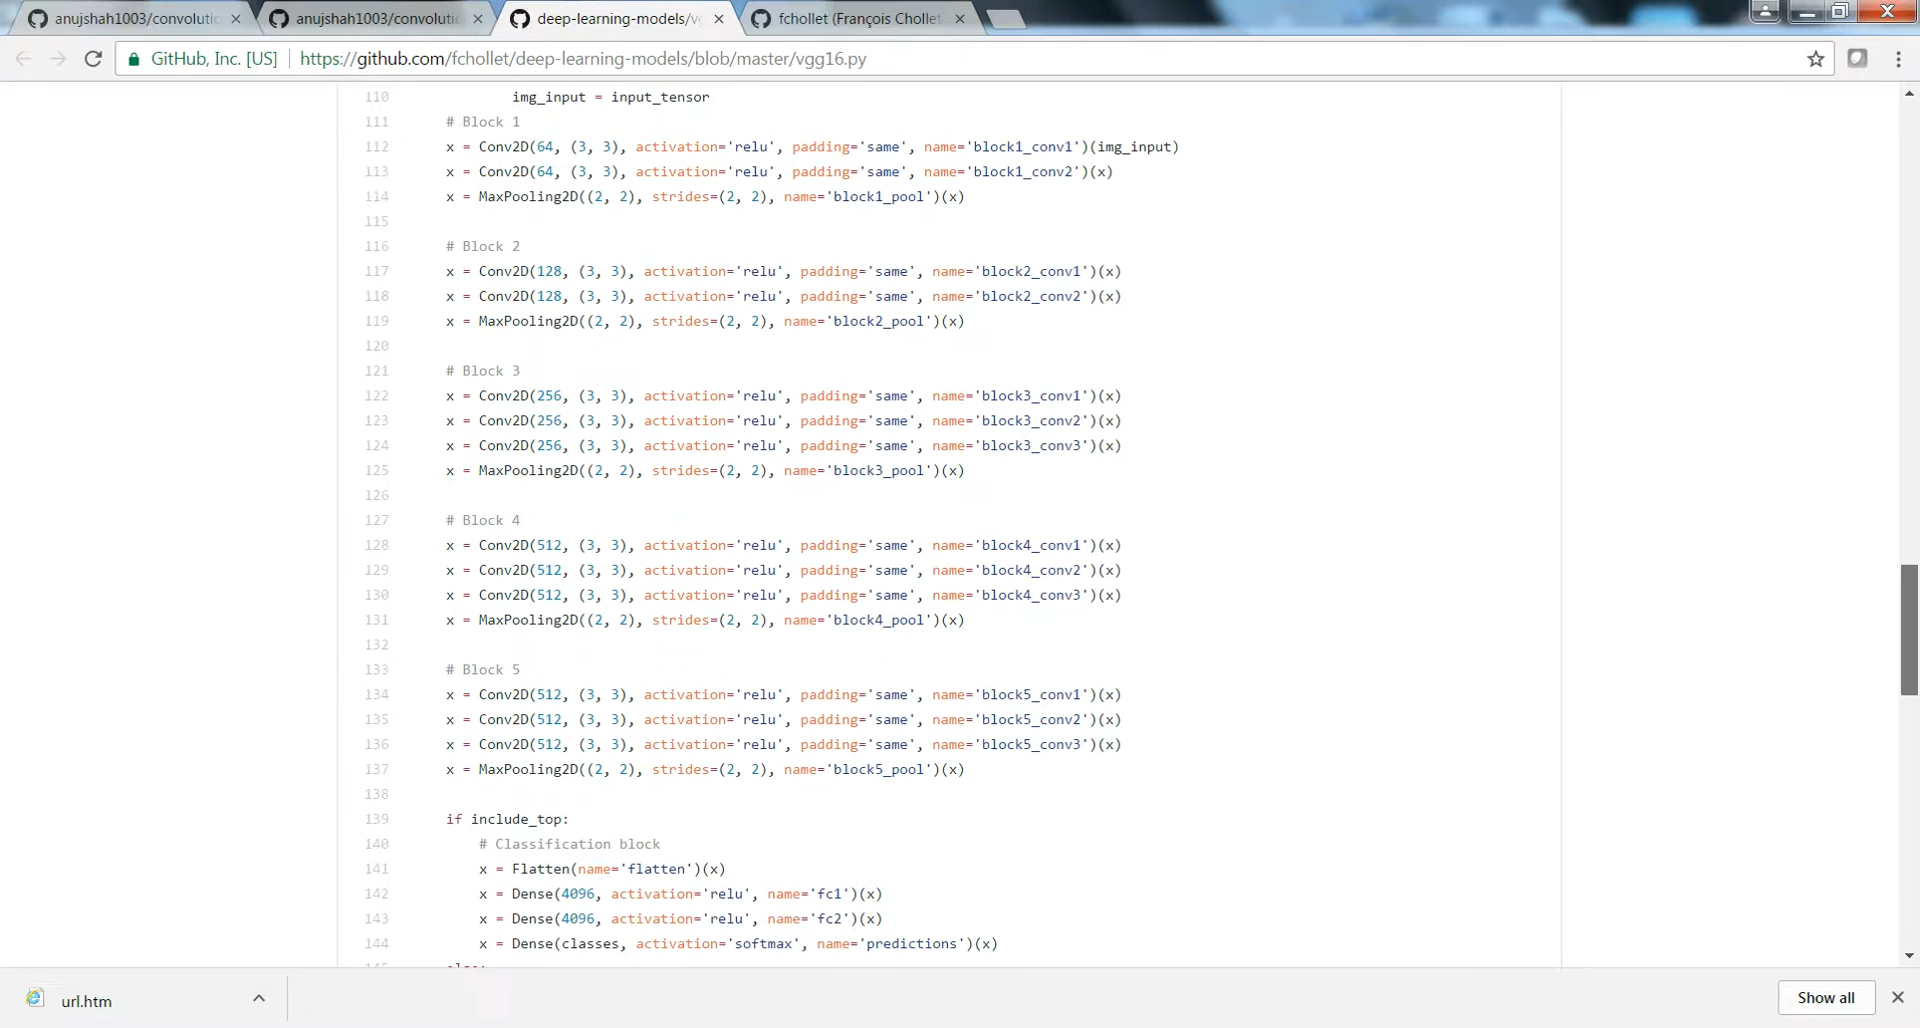 anujshah1003/convolutio
anujshah1003/convolutio
deep-learning-models/v
fchollet (François Chollet
GitHub, Inc. [US]
https://github.com/fchollet/deep-learning-models/blob/master/vgg16.py
110 img_input = input_tensor
111 # Block 1
112 x = Conv2D(64, (3, 3), activation='relu', padding='same', name='block1_conv1')(img_input)
113 x = Conv2D(64, (3, 3), activation='relu', padding='same', name='block1_conv2')(x)
114 x = MaxPooling2D((2, 2), strides=(2, 2), name='block1_pool')(x)
115
116 # Block 2
117 x = Conv2D(128, (3, 3), activation='relu', padding='same', name='block2_conv1')(x)
118 x = Conv2D(128, (3, 3), activation='relu', padding='same', name='block2_conv2')(x)
119 x = MaxPooling2D((2, 2), strides=(2, 2), name='block2_pool')(x)
120
121 # Block 3
122 x = Conv2D(256, (3, 3), activation='relu', padding='same', name='block3_conv1')(x)
123 x = Conv2D(256, (3, 3), activation='relu', padding='same', name='block3_conv2')(x)
124 x = Conv2D(256, (3, 3), activation='relu', padding='same', name='block3_conv3')(x)
125 x = MaxPooling2D((2, 2), strides=(2, 2), name='block3_pool')(x)
126
127 # Block 4
128 x = Conv2D(512, (3, 3), activation='relu', padding='same', name='block4_conv1')(x)
129 x = Conv2D(512, (3, 3), activation='relu', padding='same', name='block4_conv2')(x)
130 x = Conv2D(512, (3, 3), activation='relu', padding='same', name='block4_conv3')(x)
131 x = MaxPooling2D((2, 2), strides=(2, 2), name='block4_pool')(x)
132
133 # Block 5
134 x = Conv2D(512, (3, 3), activation='relu', padding='same', name='block5_conv1')(x)
135 x = Conv2D(512, (3, 3), activation='relu', padding='same', name='block5_conv2')(x)
136 x = Conv2D(512, (3, 3), activation='relu', padding='same', name='block5_conv3')(x)
137 x = MaxPooling2D((2, 2), strides=(2, 2), name='block5_pool')(x)
138
139 if include_top:
140 # Classification block
141 x = Flatten(name='flatten')(x)
142 x = Dense(4096, activation='relu', name='fc1')(x)
143 x = Dense(4096, activation='relu', name='fc2')(x)
144 x = Dense(classes, activation='softmax', name='predictions')(x)
url.htm
Show all